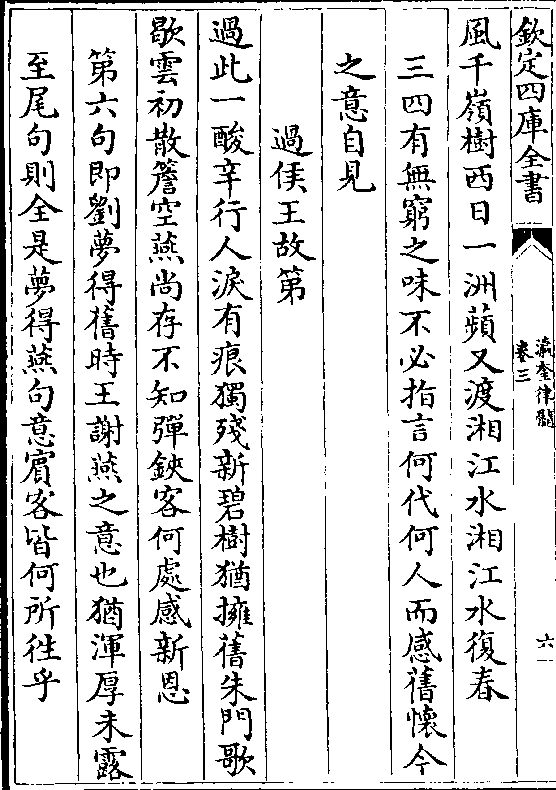 欽定四庫全書
瀛奎律髓
卷三
六
風千嶺樹西日一洲蘋又渡湘江水湘江水復春
三四有無窮之味不必指言何代何人而感舊懷今
之意自見
過侯王故第
過此一酸辛行人淚有痕獨殘新碧樹猶擁舊朱門歌
歇雲初散簷空燕尚存不知彈鋏客何處感新恩
第六句即劉夢得舊時王謝燕之意也猶渾厚未露
至尾句則全是夢得燕句意賓客皆何所徃乎